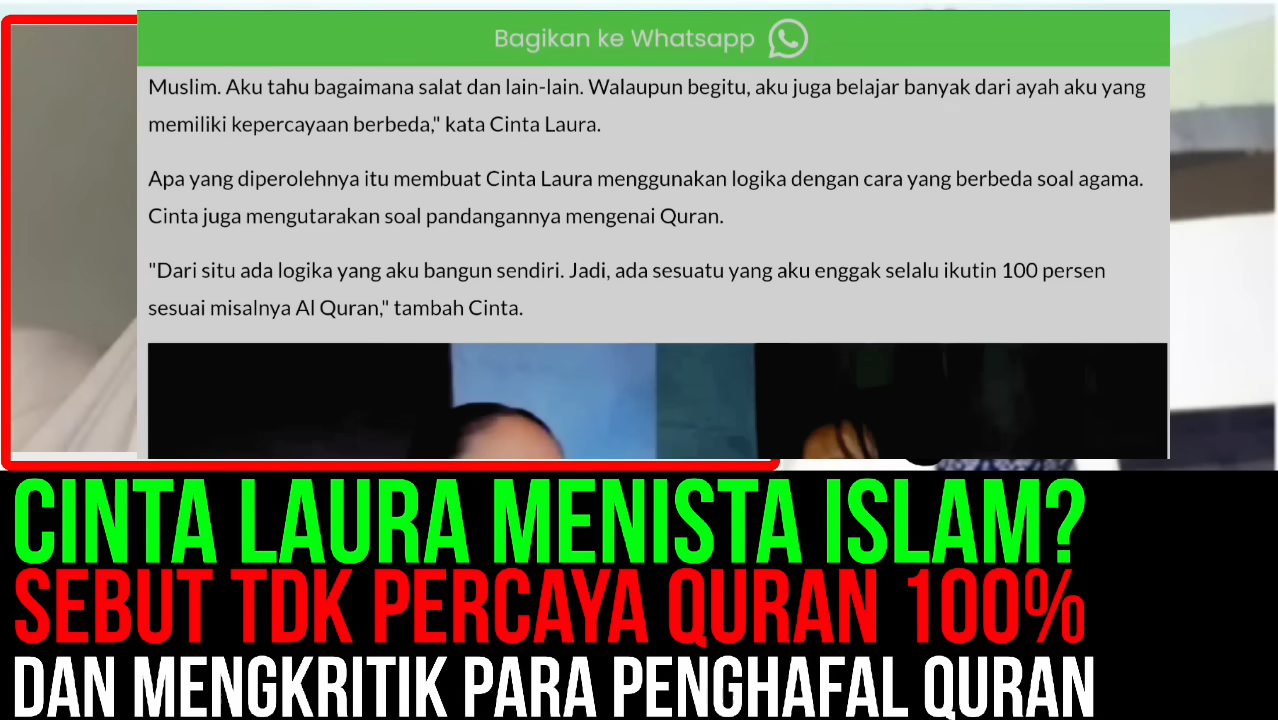 Bagikan ke Whatsapp
Muslim. Aku tahu bagaimana salat dan lain-lain. Walaupun begitu, aku juga belajar banyak dari ayah aku yang
memiliki kepercayaan berbeda," kata Cinta Laura.
Apa yang diperolehnya itu membuat Cinta Laura menggunakan logika dengan cara yang berbeda soal agama.
Cinta juga mengutarakan soal pandangannya mengenai Quran.
"Dari situ ada logika yang aku bangun sendiri. Jadi, ada sesuatu yang aku enggak selalu ikutin 100 persen
sesuai misalnya Al Quran," tambah Cinta.
CINTA LAURA MENISTA ISLAM?
SEBUT TDK PERCAYA QURAN 100%
DAN MENGKRITIK PARA PENGHAFAL QURAN